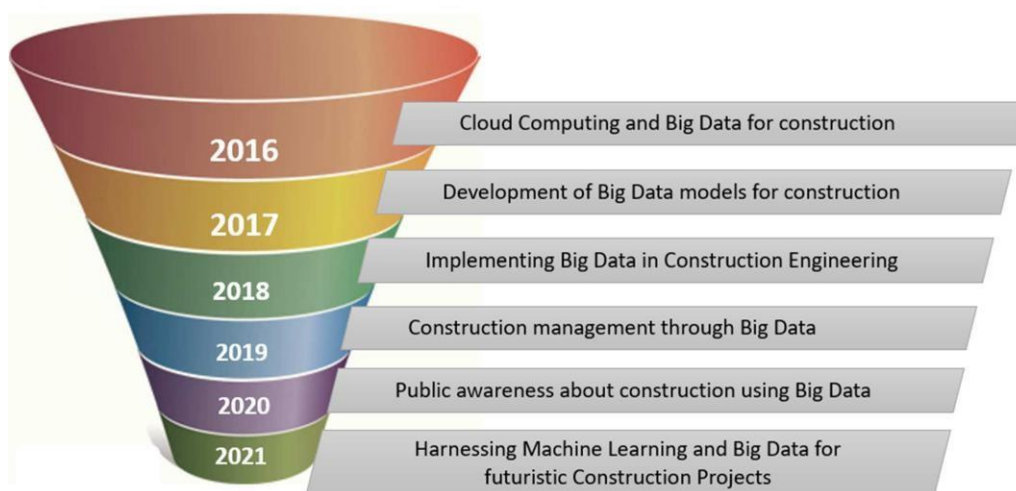 2016
Cloud Computing and Big Data for construction
2017
Development of Big Data models for construction
2018
Implementing Big Data in Construction Engineering
2019
Construction management through Big Data
2020
Public awareness about construction using Big Data
2021
Harnessing Machine Learning and Big Data for
futuristic Construction Projects